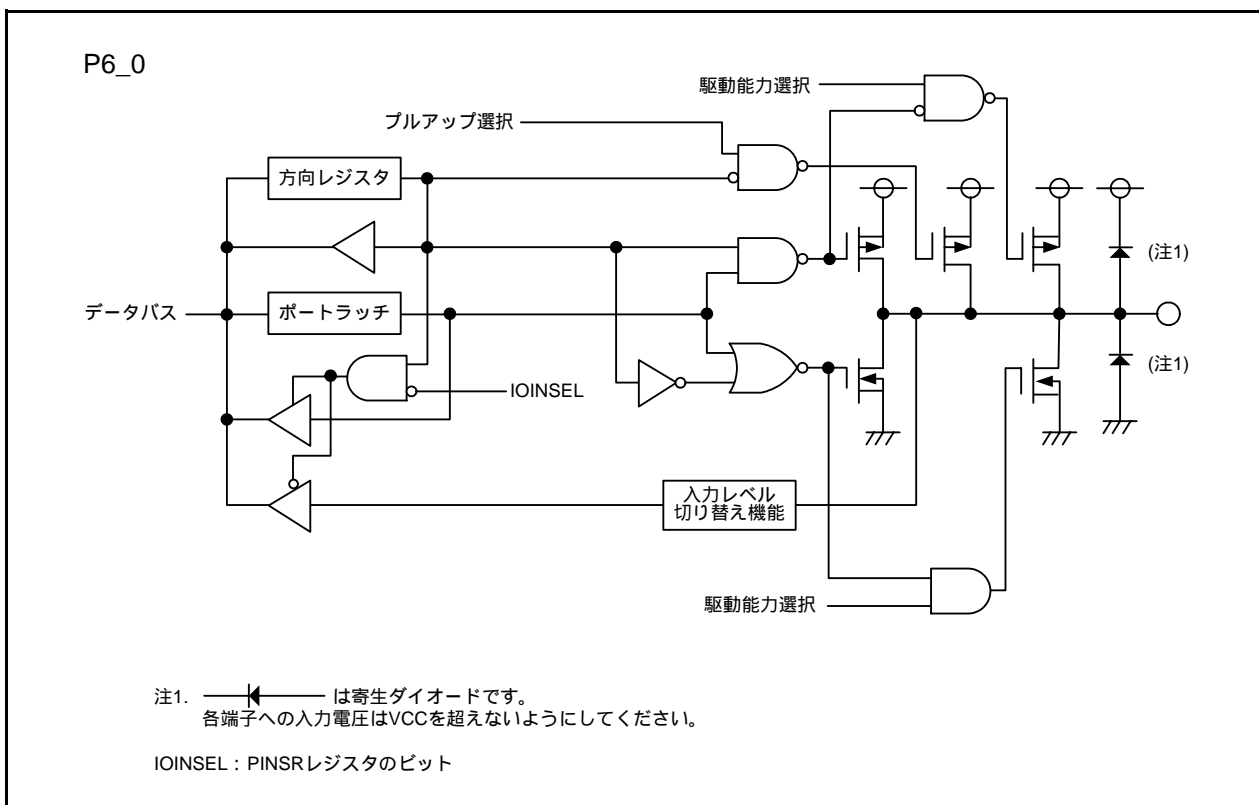 P6_0
駆動能力選択
プルアップ選択
方向レジスタ
(注1)
データバス
ポートラッチ
(注1)
IOINSEL
入力レベル
切り替え機能
駆動能力選択
注1. は寄生ダイオードです。
各端子への入力電圧はVCCを超えないようにしてください。
IOINSEL：PINSRレジスタのビット